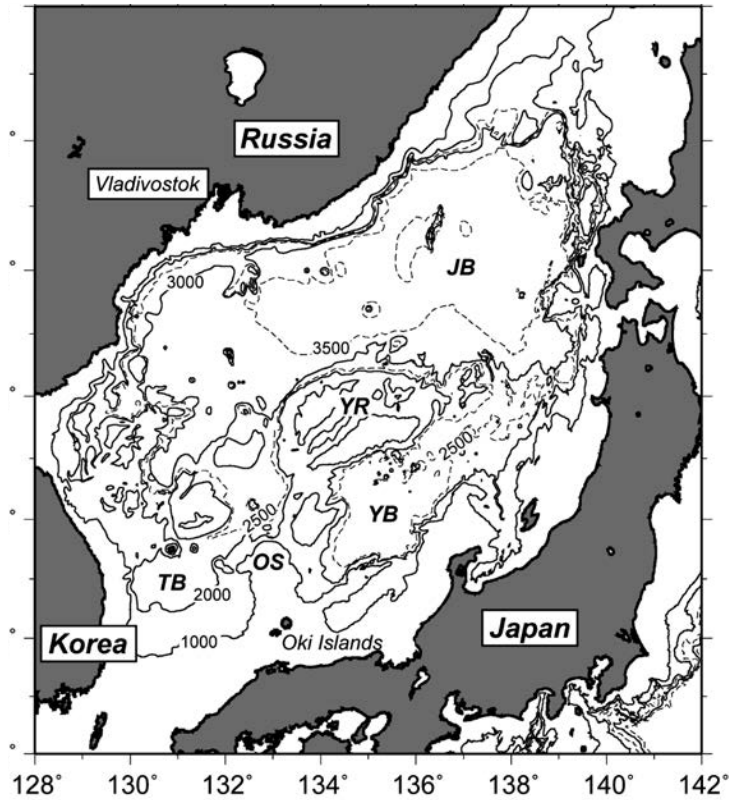 Russia
Vladivostok
3000
JB
3500
YR
2500
YB
2500
OS
TB
2000
1000
Korea
Oki Islands
Japan
128° 130° 132° 134° 136° 138° 140° 142°